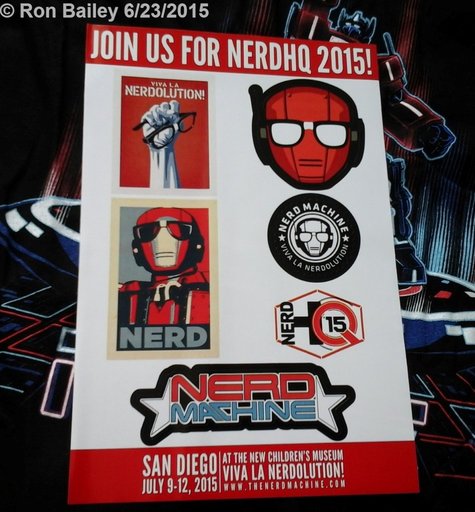 © Ron Bailey 6/23/2015
JOIN US FOR NERDHQ 2015!
VIVA LA
NERDOLUTION!
NERD MACHINE
VIVA LA NERDOLUTION
NERD
NERD
HQ
15
NERD
MACHINE
SAN DIEGO
JULY 9-12, 2015
AT THE NEW CHILDREN'S MUSEUM
VIVA LA NERDOLUTION!
WWW.THENERDMACHINE.COM